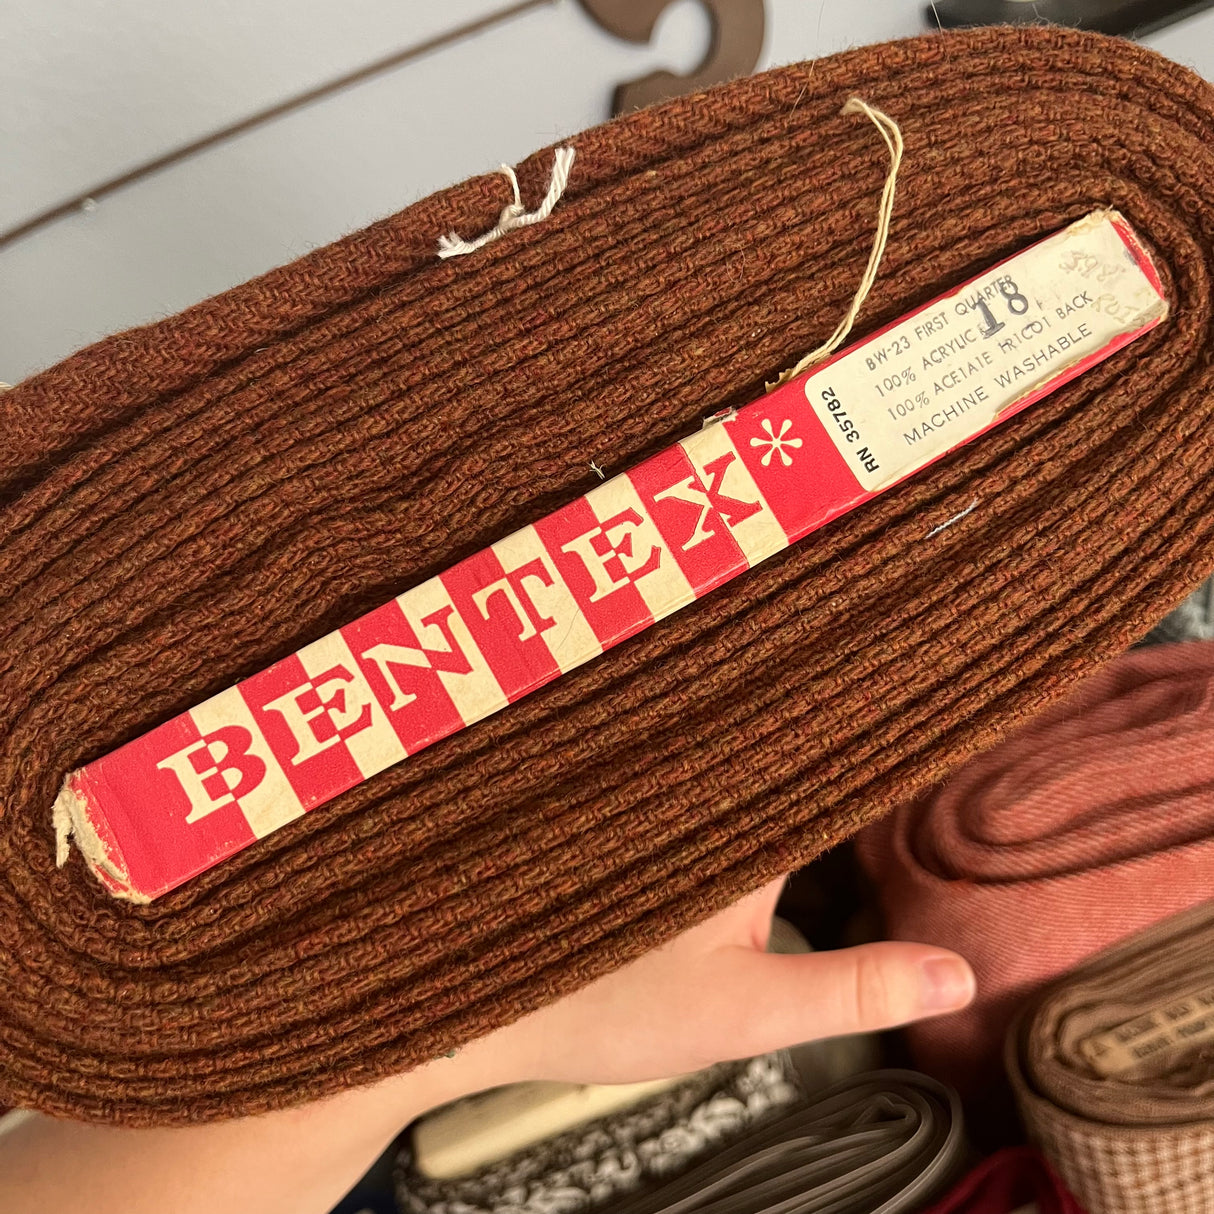 BENTEX*
RN 35782
BW-23 FIRST QUARTER
18
100% ACRYLIC
100% ACETATE TRICOT BACK
MACHINE WASHABLE